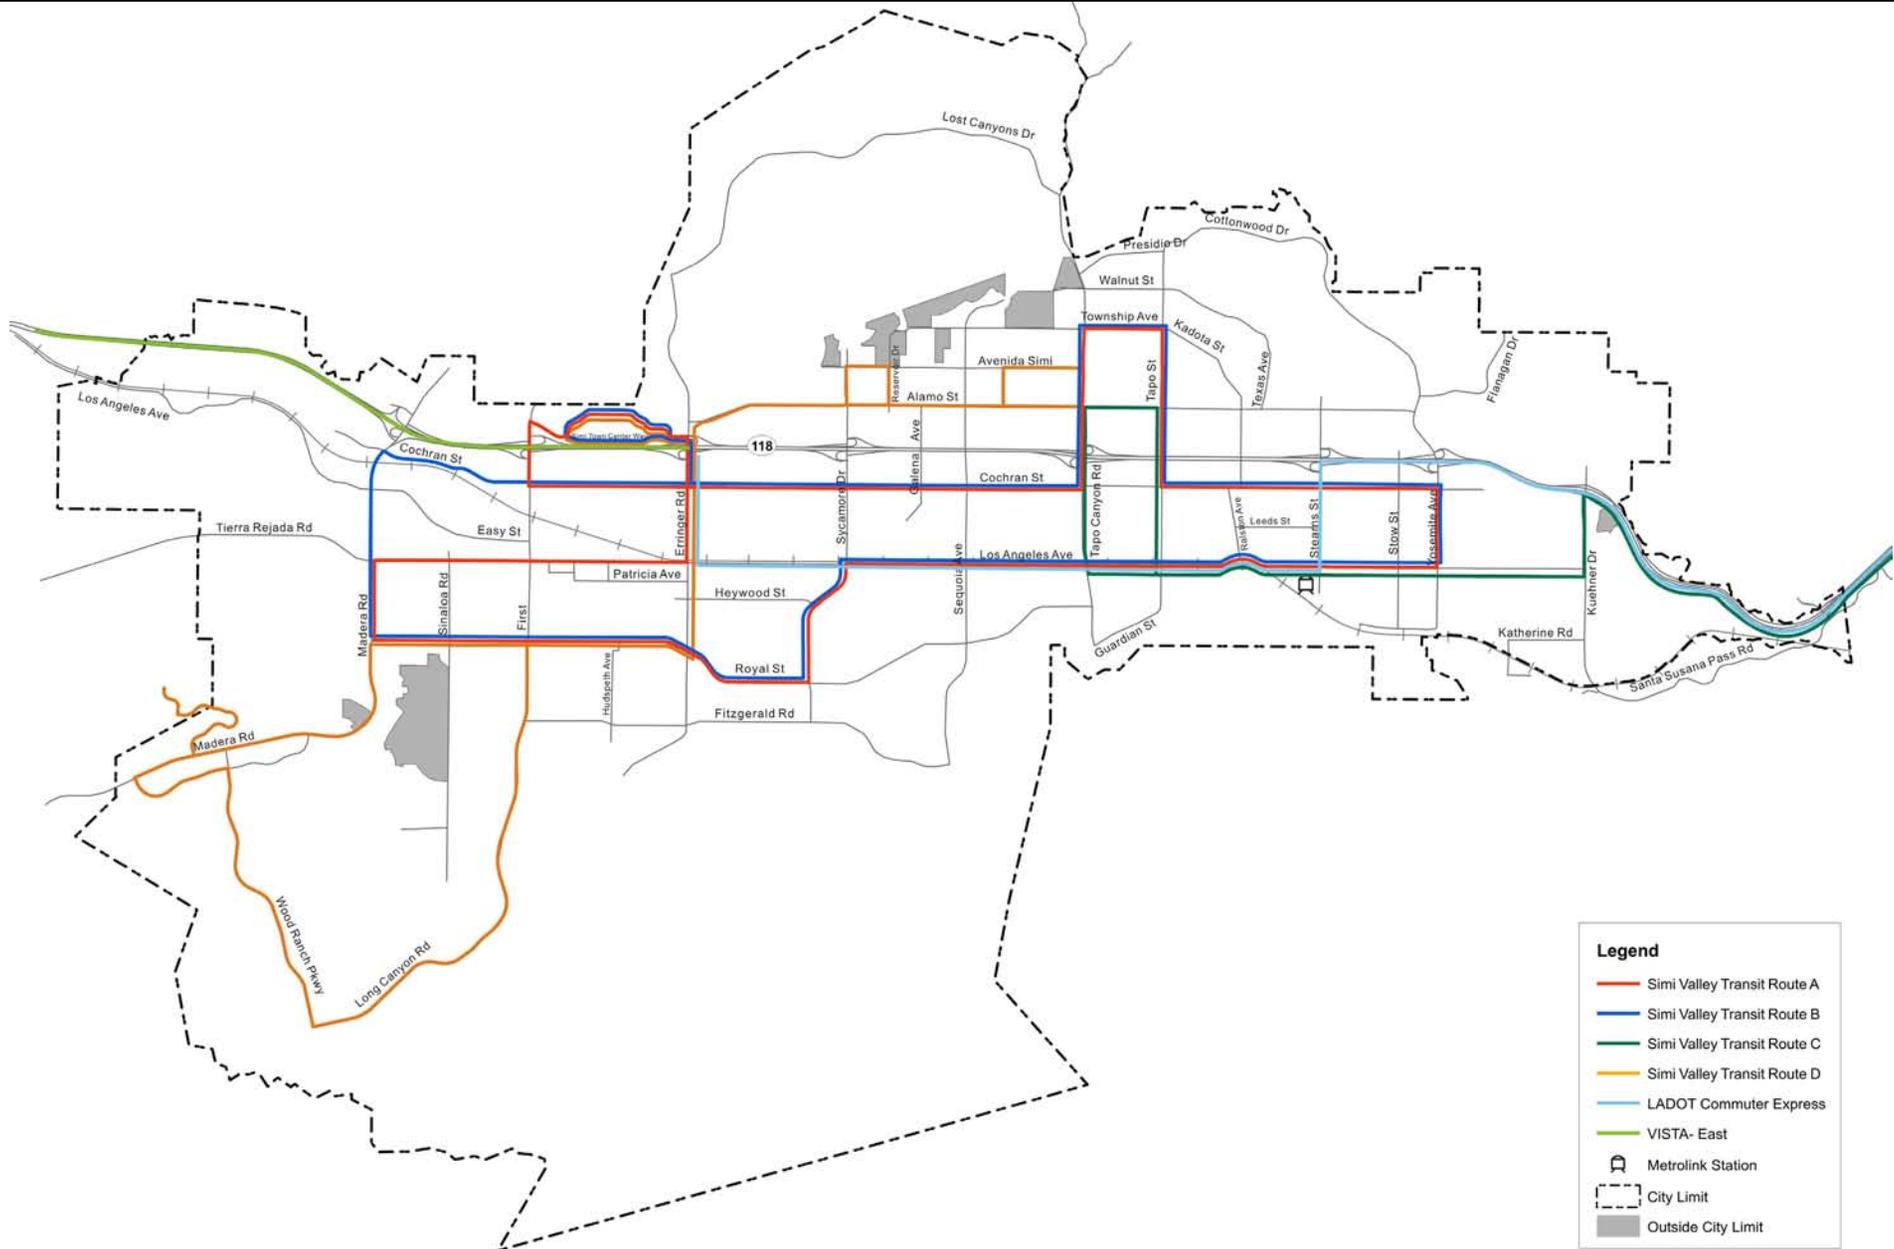 Lost Canyons Dr
Cottonwood Dr
Presidio Dr
Walnut St
Township Ave
Kadota St
Avenida Simi
Reservoir Dr
Tapo St
Texas Ave
Flanagan Dr
Alamo St
Los Angeles Ave
Simi Town Center Way
118
Galena Ave
Cochran St
Cochran St
Sycamore Dr
Erringer Rd
Tapo Canyon Rd
Ralston Ave
Leeds St
Stearns St
Stow St
Yosemite Ave
Tierra Rejada Rd
Easy St
Los Angeles Ave
Sequoia Ave
Patricia Ave
Heywood St
Kuehner Dr
Madera Rd
Sinaloa Rd
First
Guardian St
Katherine Rd
Santa Susana Pass Rd
Hudspeth Ave
Royal St
Fitzgerald Rd
Madera Rd
Wood Ranch Pkwy
Long Canyon Rd
Legend
Simi Valley Transit Route A
Simi Valley Transit Route B
Simi Valley Transit Route C
Simi Valley Transit Route D
LADOT Commuter Express
VISTA- East
Metrolink Station
City Limit
Outside City Limit